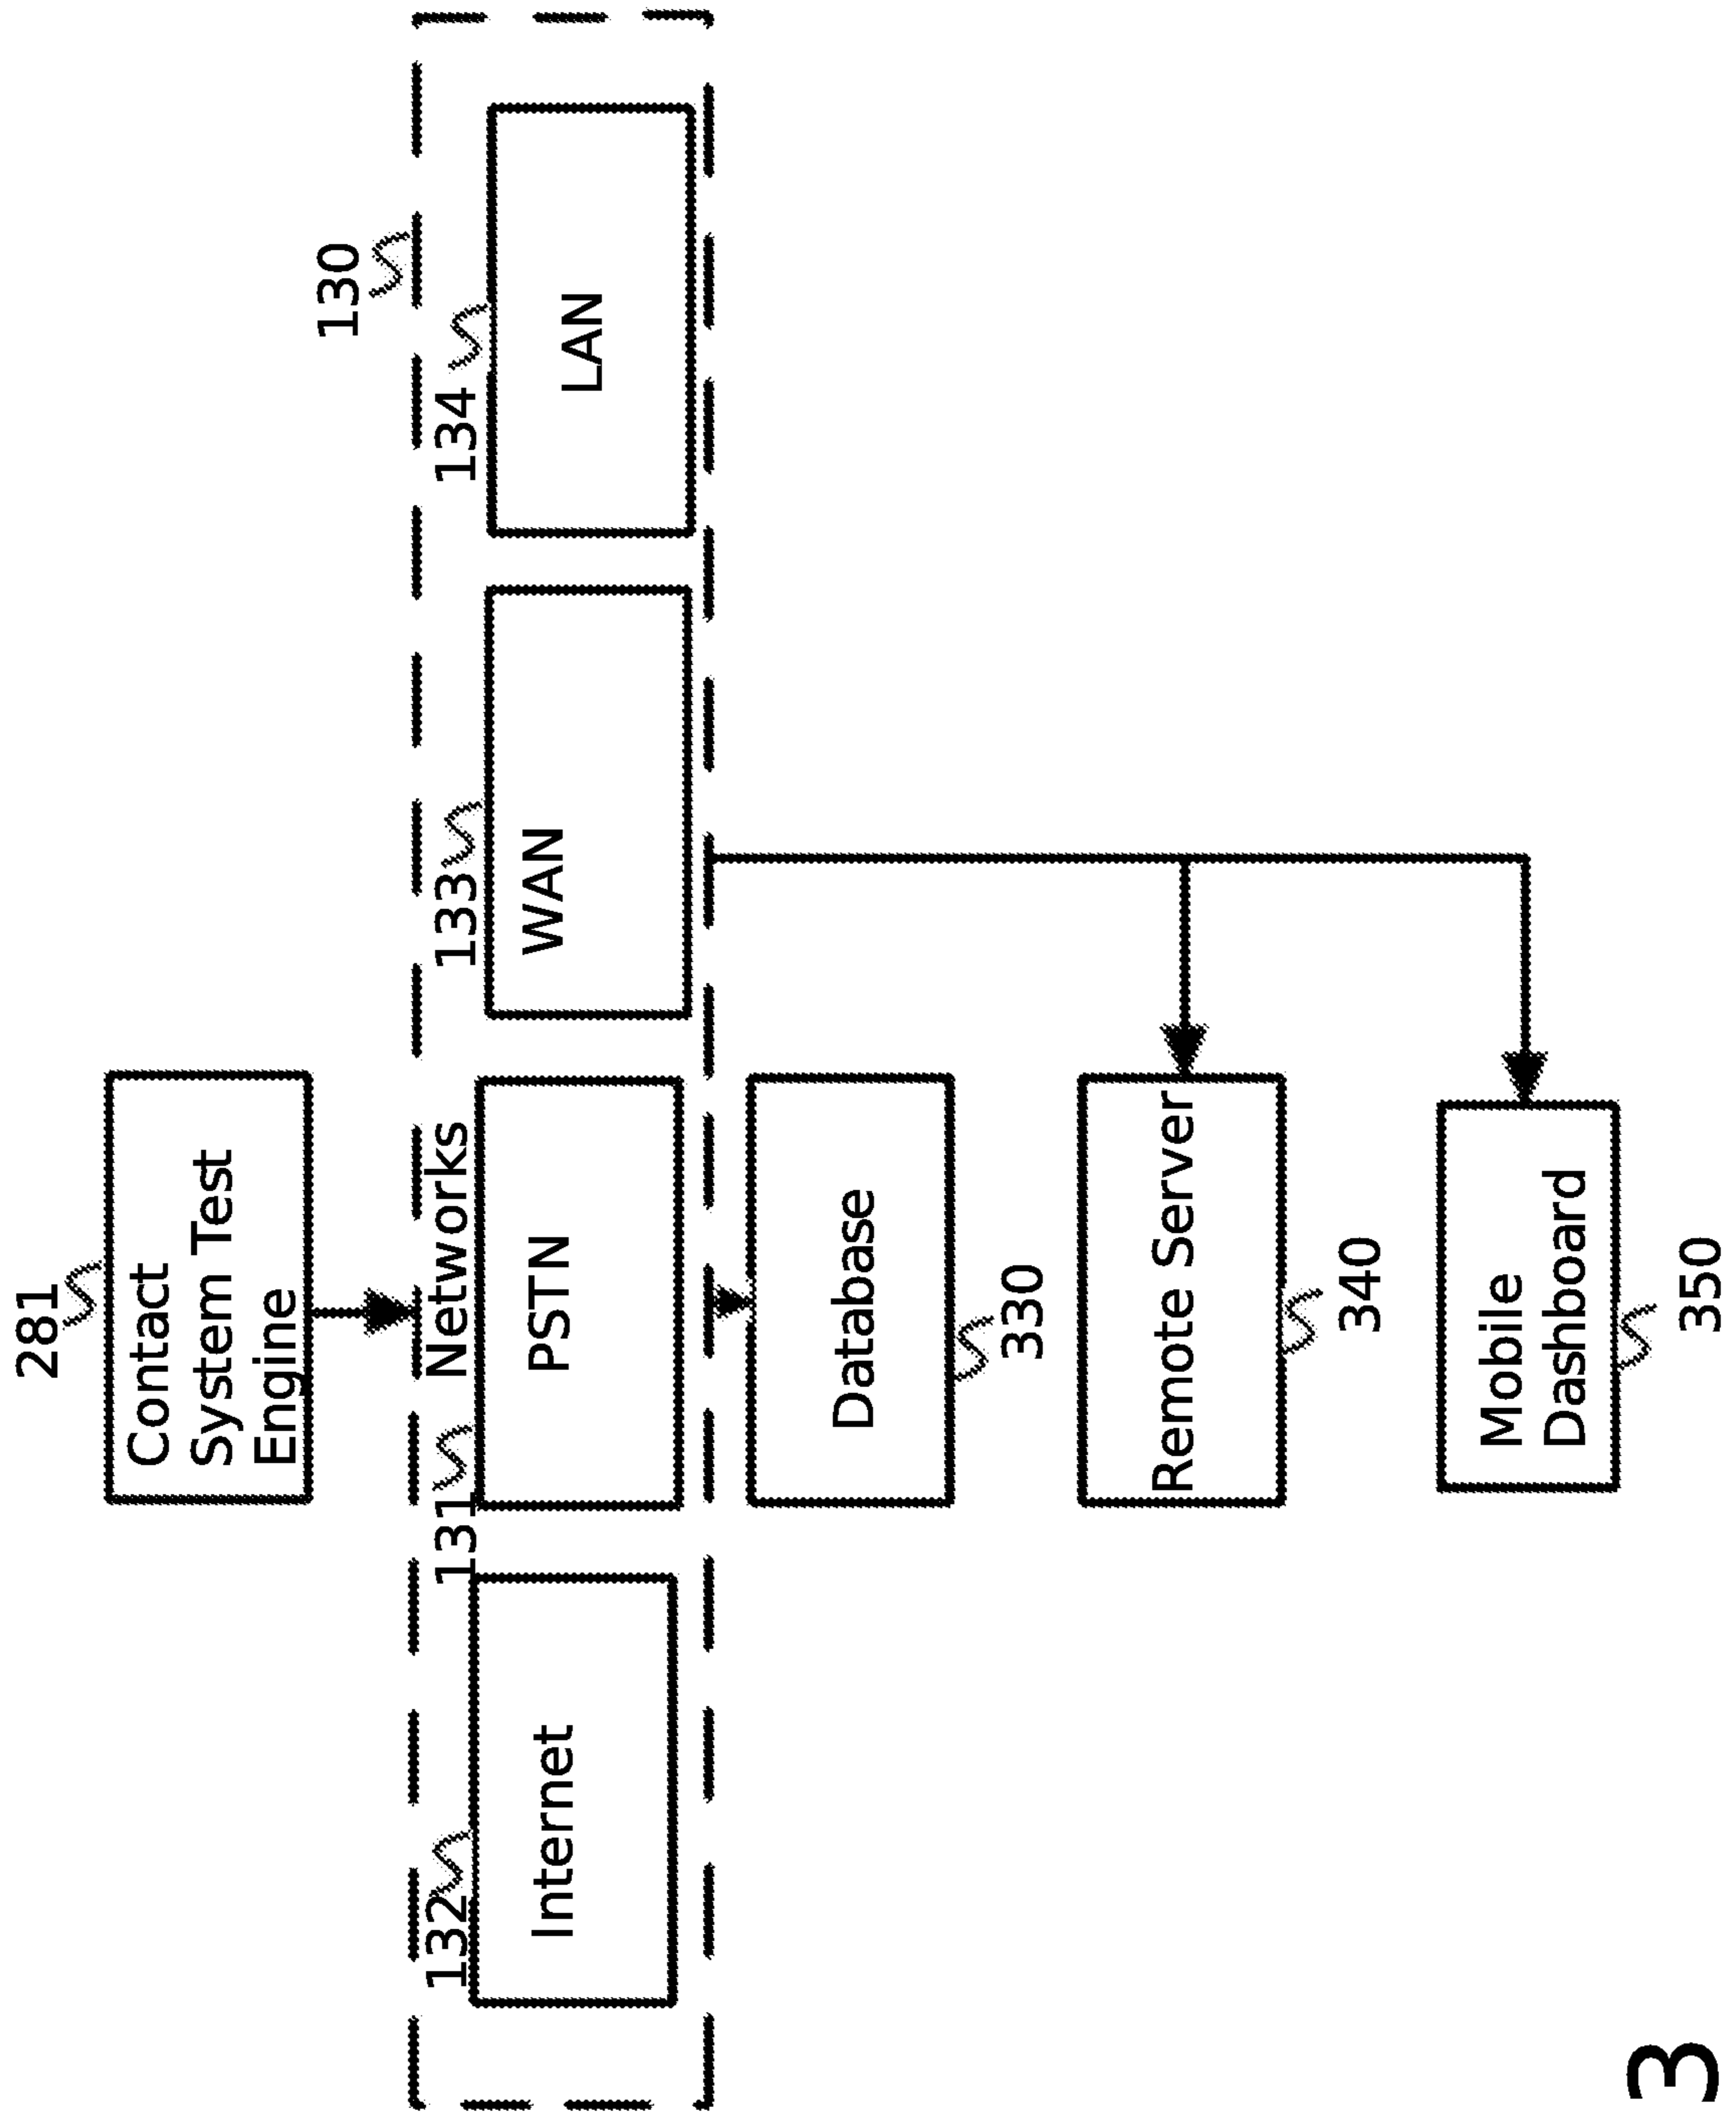 281
Contact
System Test
Engine
130
Networks
132
Internet
131
PSTN
133
WAN
134
LAN
Database
330
Remote Server
340
Mobile
Dashboard
350
3